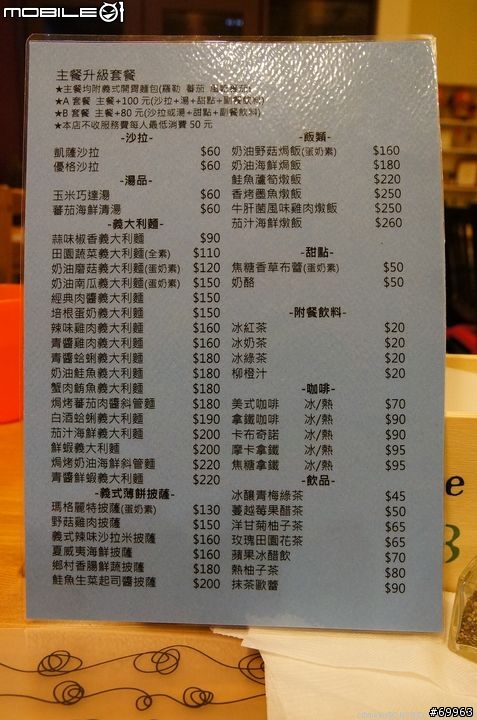 MOBILE01
主餐升級套餐
★主餐均附義式開胃麵包(羅勒 番茄
★A 套餐 主餐+100 元(沙拉+湯+甜點+副餐飲料)
★B 套餐 主餐+80 元(沙拉或湯+甜點+副餐飲料)
★本店不收服務費每人最低消費 50 元
-沙拉-
凱薩沙拉 $60
優格沙拉 $60
-湯品-
玉米巧達湯 $60
蕃茄海鮮清湯 $60
-義大利麵-
蒜味椒香義大利麵 $90
田園蔬菜義大利麵(全素) $110
奶油磨菇義大利麵(蛋奶素) $120
奶油南瓜義大利麵(蛋奶素) $150
經典肉醬義大利麵 $150
培根蛋奶義大利麵 $150
辣味雞肉義大利麵 $160
青醬雞肉義大利麵 $160
青醬蛤蜊義大利麵 $180
奶油鮭魚義大利麵 $180
蟹肉鮪魚義大利麵 $180
焗烤蕃茄肉醬斜管麵 $180
白酒蛤蜊義大利麵 $190
茄汁海鮮義大利麵 $200
鮮蝦義大利麵 $200
焗烤奶油海鮮斜管麵 $220
青醬鮮蝦義大利麵 $220
-義式薄餅披薩-
瑪格麗特披薩(蛋奶素) $130
野菇雞肉披薩 $150
義式辣味沙拉米披薩 $160
夏威夷海鮮披薩 $160
鄉村香腸鮮蔬披薩 $180
鮭魚生菜起司醬披薩 $200
-飯類-
奶油野菇焗飯(蛋奶素) $160
奶油海鮮焗飯 $180
鮭魚蘆筍燉飯 $220
香烤墨魚燉飯 $250
牛肝菌風味雞肉燉飯 $250
茄汁海鮮燉飯 $260
-甜點-
焦糖香草布蕾(蛋奶素) $50
奶酪 $50
-附餐飲料-
冰紅茶 $20
冰奶茶 $20
冰綠茶 $20
柳橙汁 $20
-咖啡-
美式咖啡 冰/熱 $70
拿鐵咖啡 冰/熱 $90
卡布奇諾 冰/熱 $90
摩卡拿鐵 冰/熱 $95
焦糖拿鐵 冰/熱 $95
-飲品-
冰釀青梅綠茶 $45
蔓越莓果醋茶 $50
洋甘菊柚子茶 $65
玫瑰田園花茶 $65
蘋果冰醋飲 $70
熱柚子茶 $80
抹茶歐蕾 $90
e
B
#69963